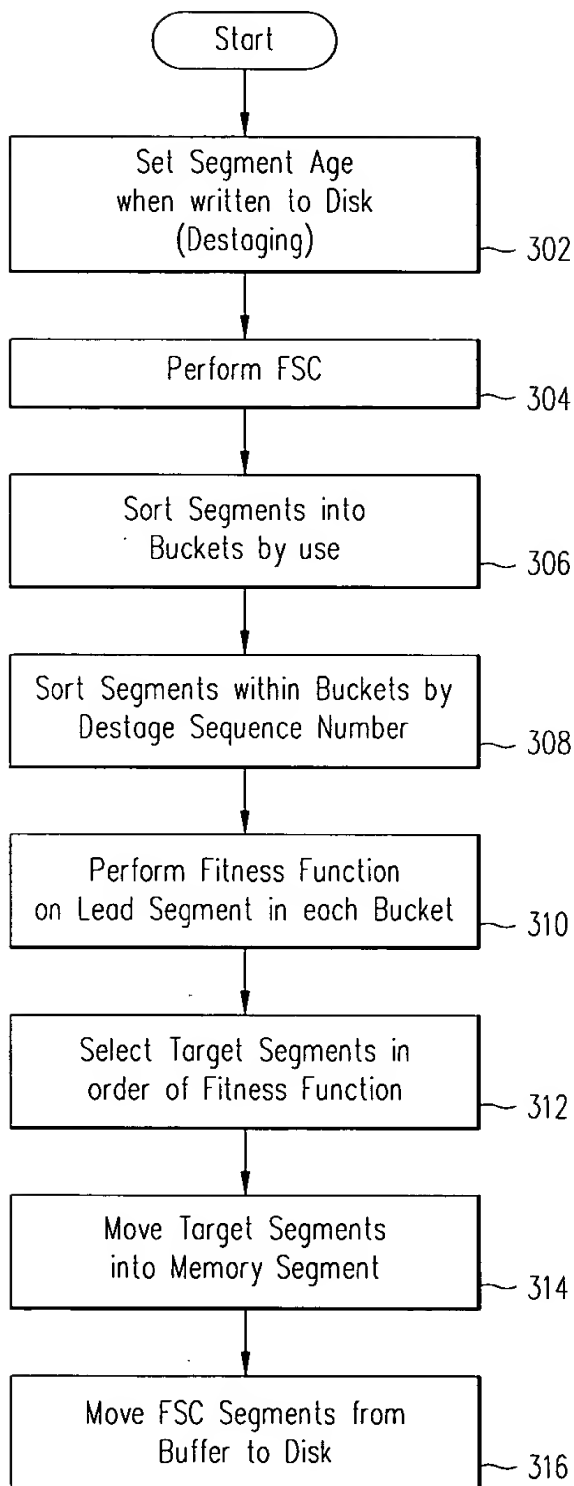 Start
Set Segment Age
when written to Disk
(Destaging)
302
Perform FSC
304
Sort Segments into
Buckets by use
306
Sort Segments within Buckets by
Destage Sequence Number
308
Perform Fitness Function
on Lead Segment in each Bucket
310
Select Target Segments in
order of Fitness Function
312
Move Target Segments
into Memory Segment
314
Move FSC Segments from
Buffer to Disk
316